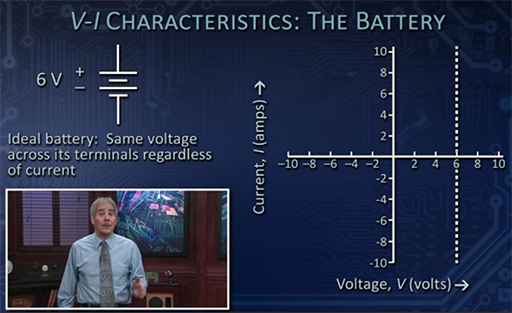 V-I CHARACTERISTICS: THE BATTERY
6 V
+
−
Ideal battery: Same voltage
across its terminals regardless
of current
Current, I (amps) →
10
8
6
4
2
−10 −8 −6 −4 −2 2 4 6 8 10
-2
-4
-6
-8
-10
Voltage, V (volts) →